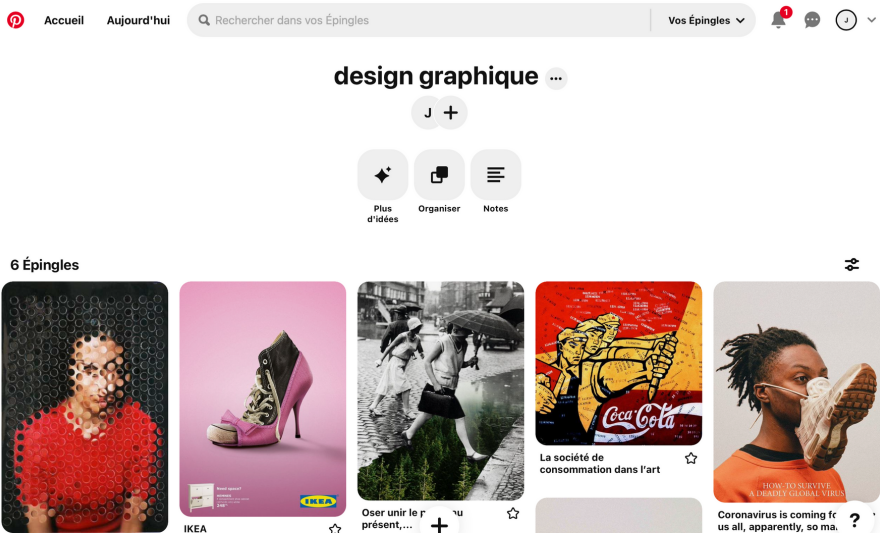 Accueil
Aujourd'hui
Rechercher dans vos Épingles
Vos Épingles
1
J
design graphique
J
Plus
d'idées
Organiser
Notes
6 Épingles
Need space?
IKEA
IKEA
Oser unir le
présent,...
Coca-Cola
La société de
consommation dans l'art
HOW TO SURVIVE
A DEADLY GLOBAL VIRUS
Coronavirus is coming
us all, apparently, so
?